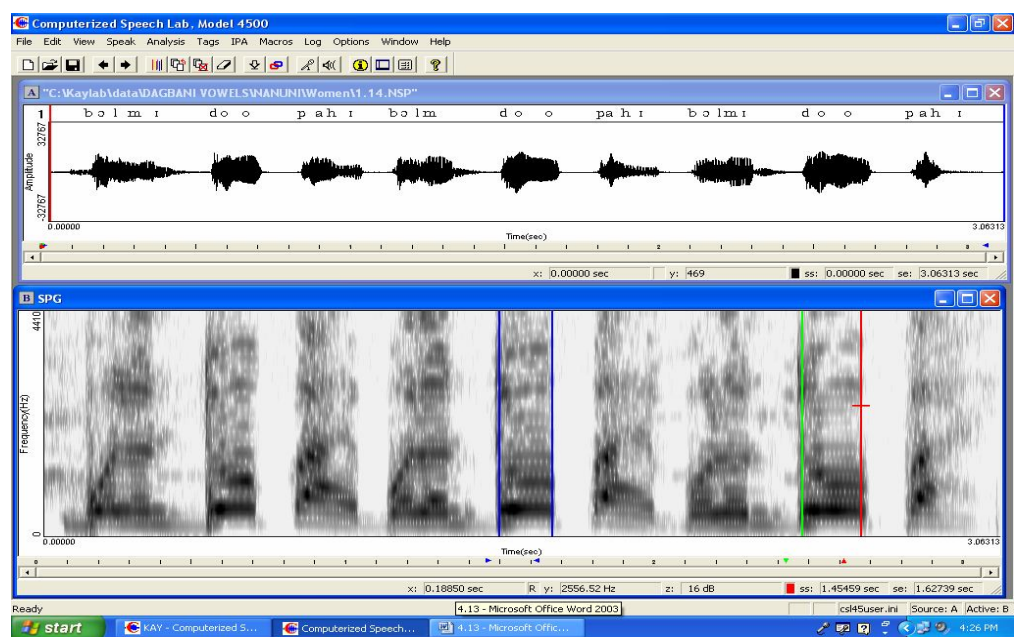 Computerized Speech Lab, Model 4500
File Edit View Speak Analysis Tags IPA Macros Log Options Window Help
A "C:\Kaylab\data\DAGBANI VOWELS\NANUNI\Women\1.14.NSP"
1 bɔlmɪ doo pahɪ bɔlm doo pahɪ bɔlmɪ doo pahɪ
32767
Amplitude
-32767
0.00000 3.06313
Time(sec)
x: 0.00000 sec y: 469 ss: 0.00000 sec se: 3.06313 sec
B SPG
4410
Frequency(Hz)
0
0.00000 3.06313
Time(sec)
x: 0.18850 sec R y: 2556.52 Hz z: 16 dB ss: 1.45459 sec se: 1.62739 sec
Ready 4.13 - Microsoft Office Word 2003 csl45user.ini Source: A Active: B
start KAY - Computerized S... Computerized Speech... 4.13 - Microsoft Offic... 4:26 PM